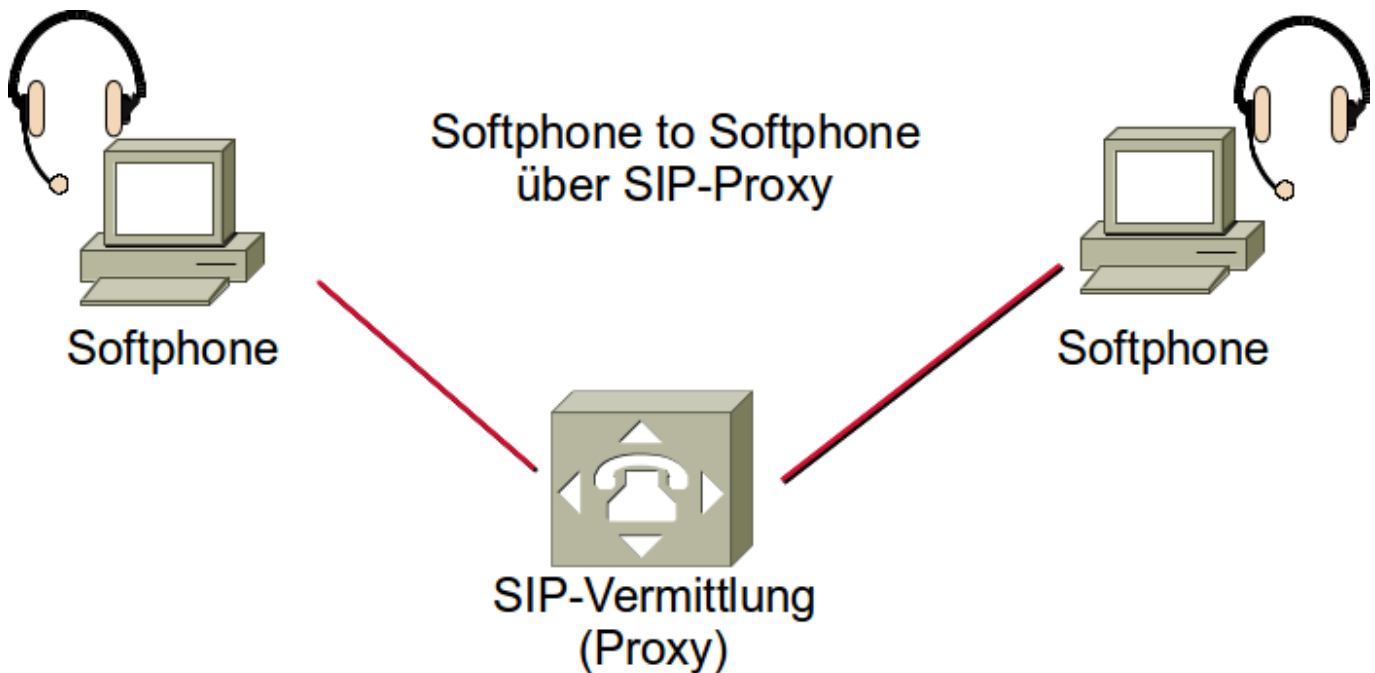 Softphone to Softphone
über SIP-Proxy
Softphone
Softphone
SIP-Vermittlung
(Proxy)